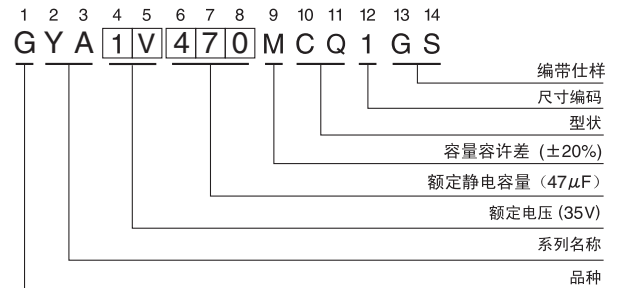 1 2 3 4 5 6 7 8 9 10 11 12 13 14
G Y A 1 V 4 7 0 M C Q 1 G S
编带仕样
尺寸编码
型状
容量容许差 (±20%)
额定静电容量（47μF）
额定电压 (35V)
系列名称
品种